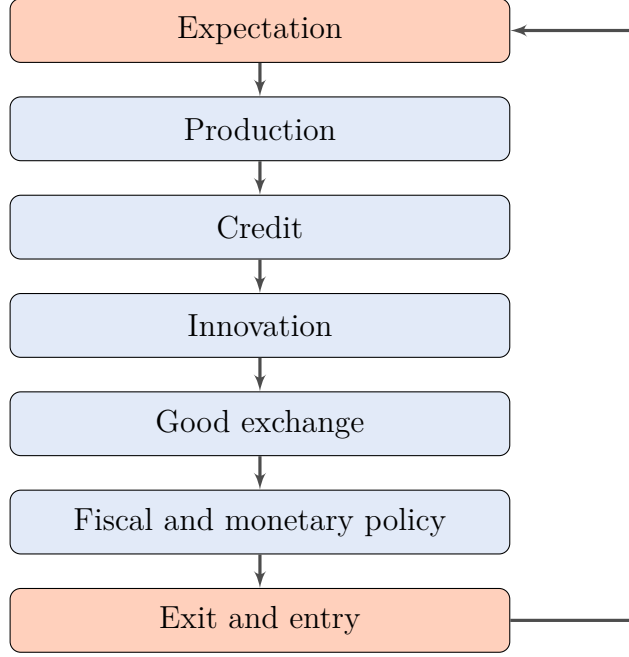 Expectation
Production
Credit
Innovation
Good exchange
Fiscal and monetary policy
Exit and entry